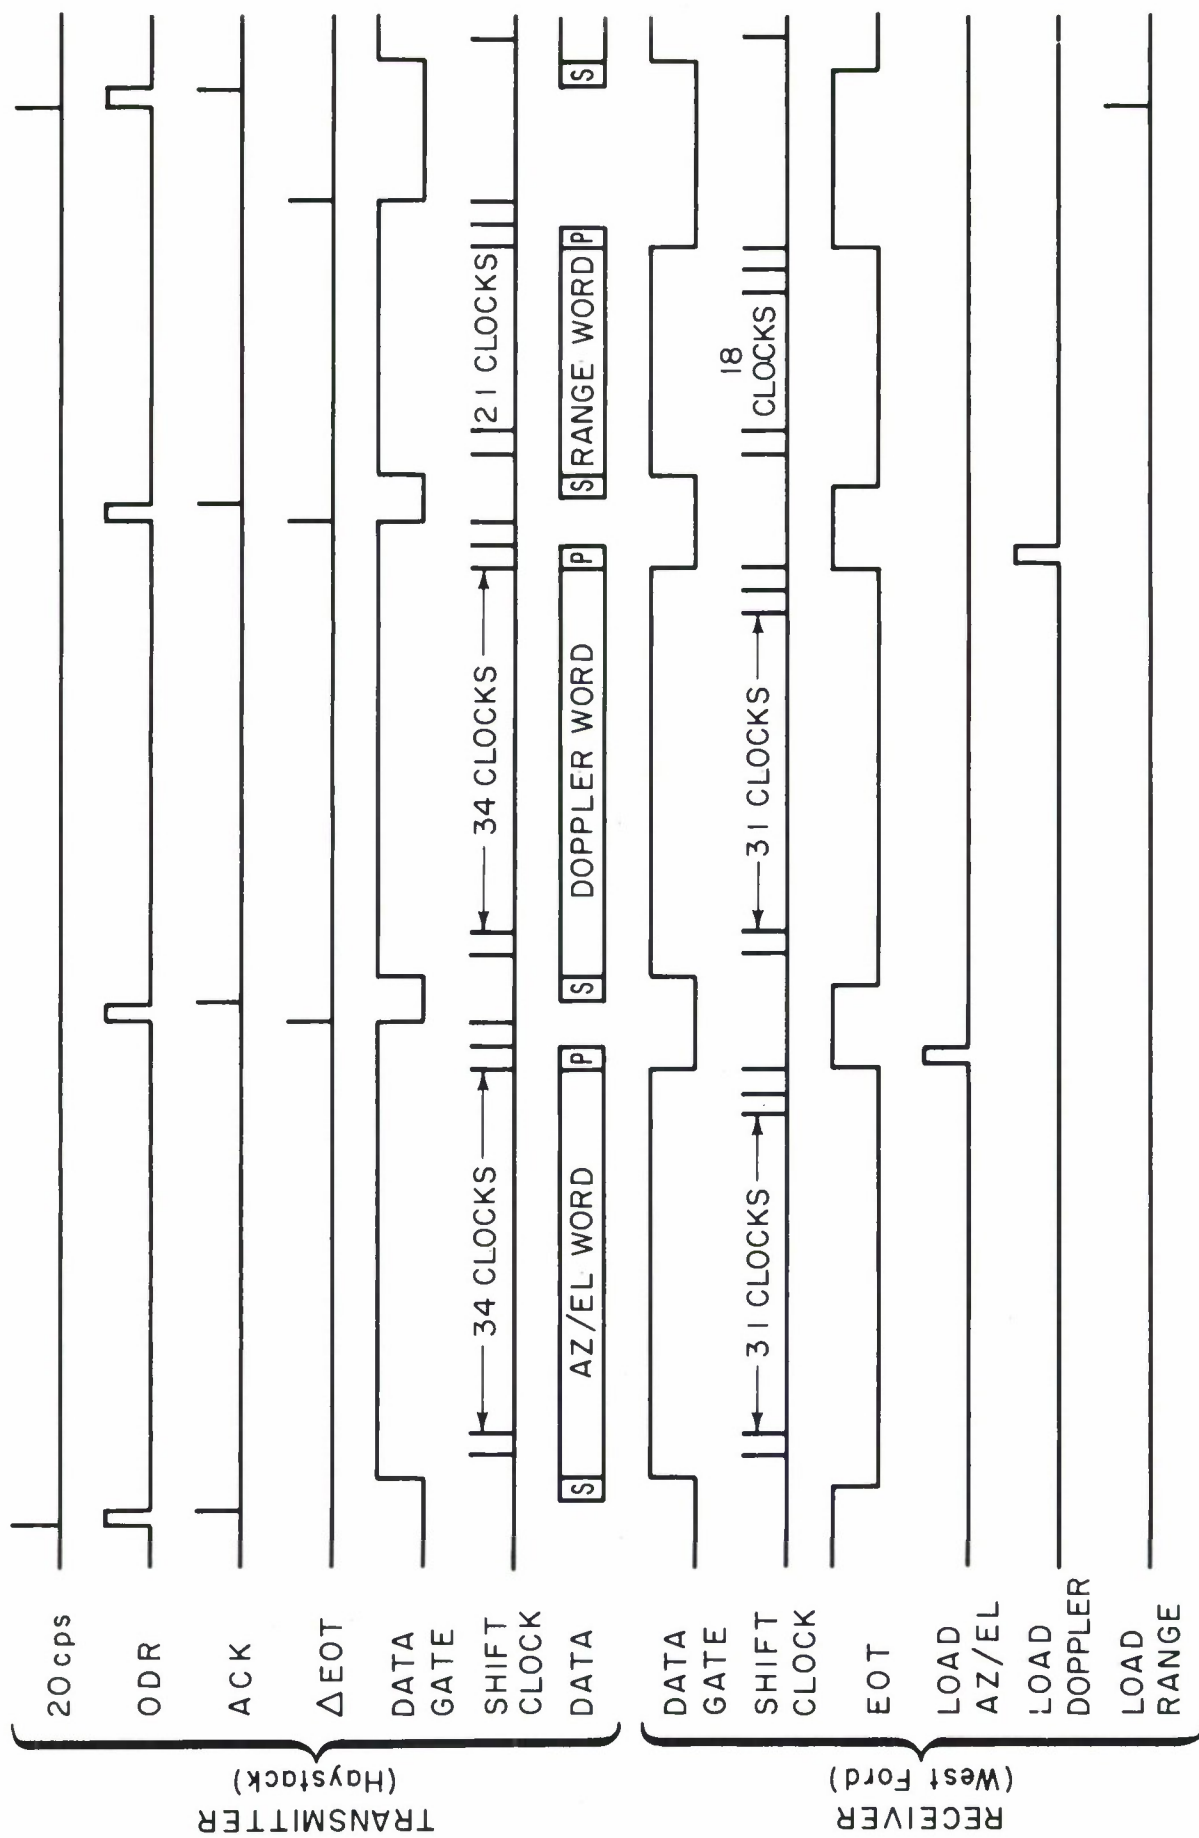 TRANSMITTER
(Haystack)
20 cps
ODR
ACK
ΔEOT
DATA
GATE
SHIFT
CLOCK
34 CLOCKS
34 CLOCKS
21 CLOCKS
DATA
S AZ/EL WORD P
S DOPPLER WORD P
S RANGE WORD P
S
RECEIVER
(West Ford)
DATA
GATE
SHIFT
CLOCK
31 CLOCKS
31 CLOCKS
18
CLOCKS
EOT
LOAD
AZ/EL
LOAD
DOPPLER
LOAD
RANGE